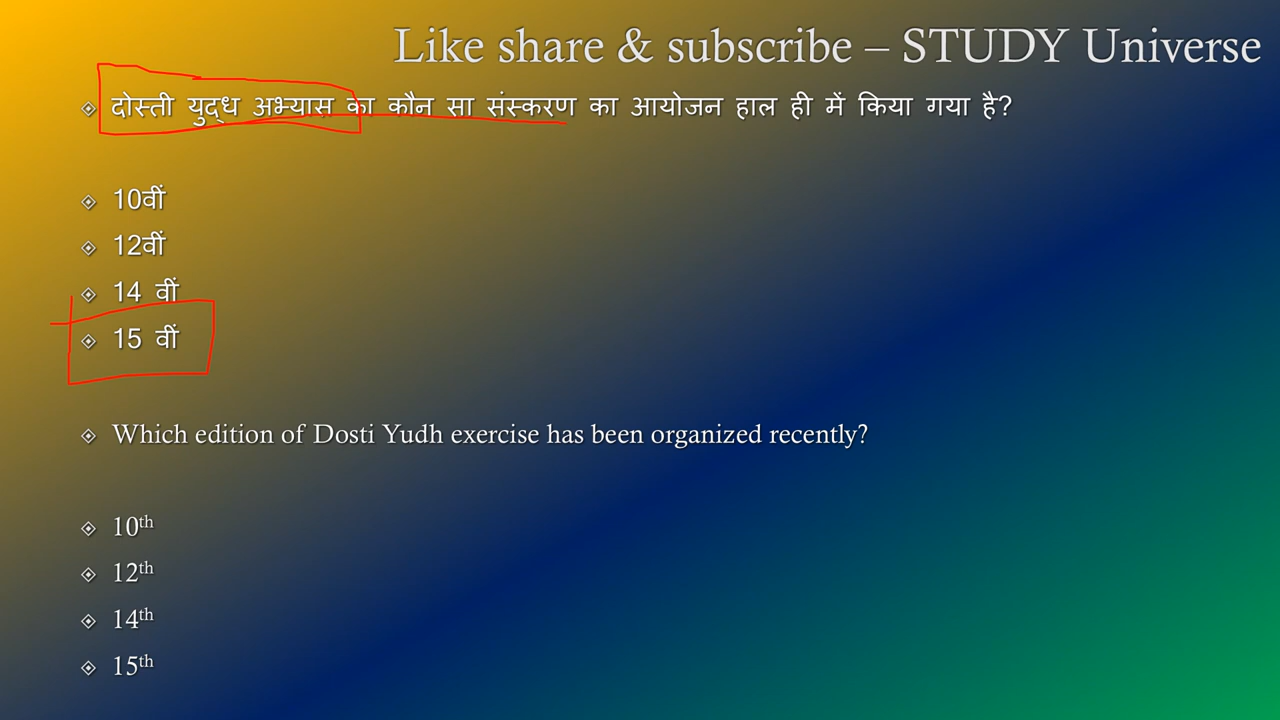 Like share & subscribe – STUDY Universe
दोस्ती युद्ध अभ्यास का कौन सा संस्करण का आयोजन हाल ही में किया गया है?
10वीं
12वीं
14 वीं
15 वीं
Which edition of Dosti Yudh exercise has been organized recently?
10th
12th
14th
15th